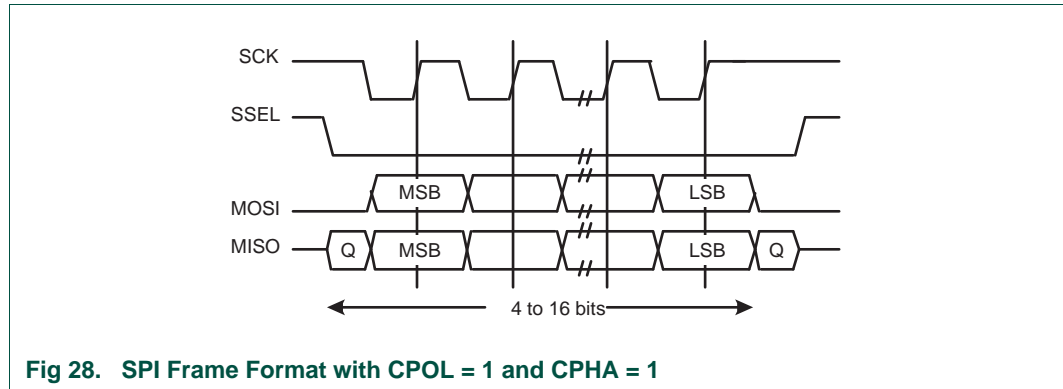 SCK
SSEL
MOSI MSB LSB
MISO Q MSB LSB Q
4 to 16 bits
Fig 28. SPI Frame Format with CPOL = 1 and CPHA = 1